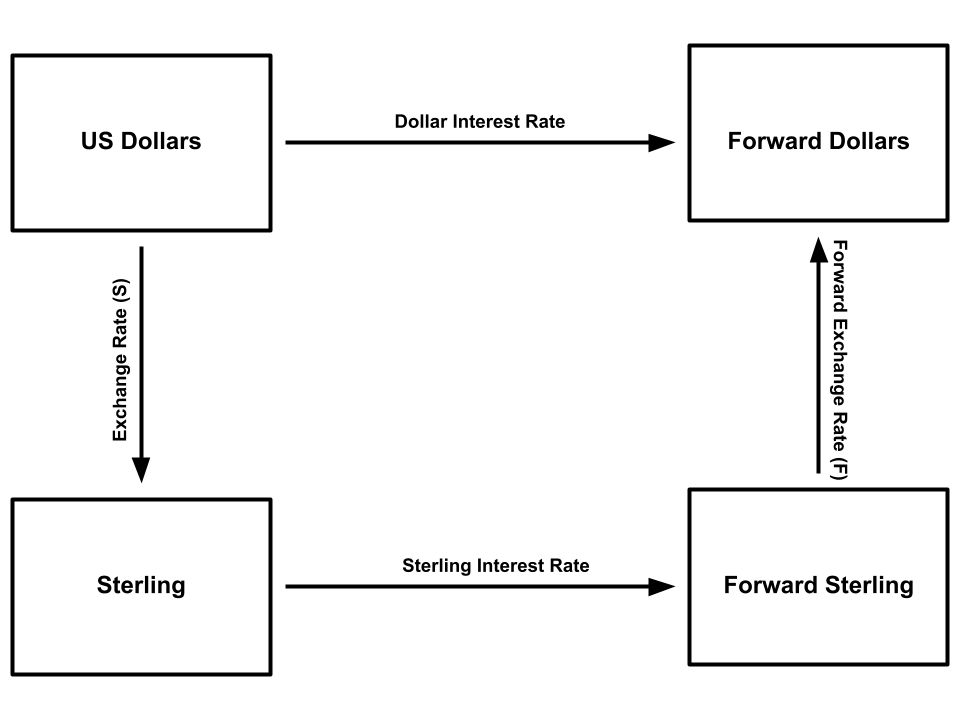 US Dollars
Dollar Interest Rate
Forward Dollars
Exchange Rate (S)
Forward Exchange Rate (F)
Sterling
Sterling Interest Rate
Forward Sterling